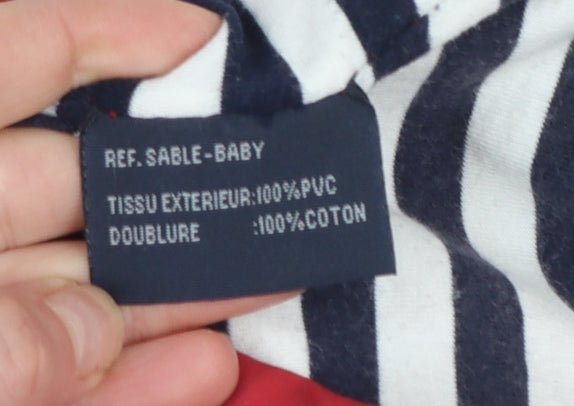 REF. SABLE-BABY
TISSU EXTERIEUR:100%PVC
DOUBLURE :100%COTON